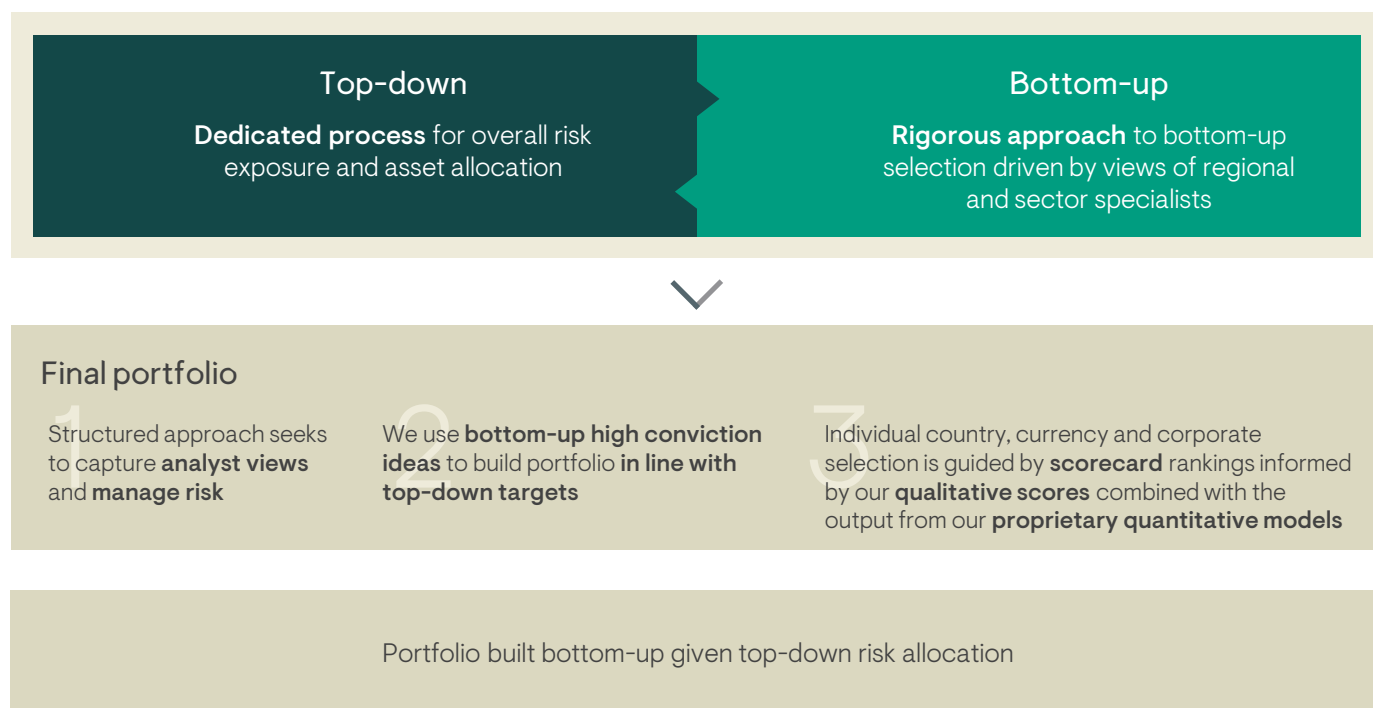 Top-down
Dedicated process for overall risk
exposure and asset allocation
Bottom-up
Rigorous approach to bottom-up
selection driven by views of regional
and sector specialists
Final portfolio
1
Structured approach seeks
to capture analyst views
and manage risk
2
We use bottom-up high conviction
ideas to build portfolio in line with
top-down targets
3
Individual country, currency and corporate
selection is guided by scorecard rankings informed
by our qualitative scores combined with the
output from our proprietary quantitative models
Portfolio built bottom-up given top-down risk allocation